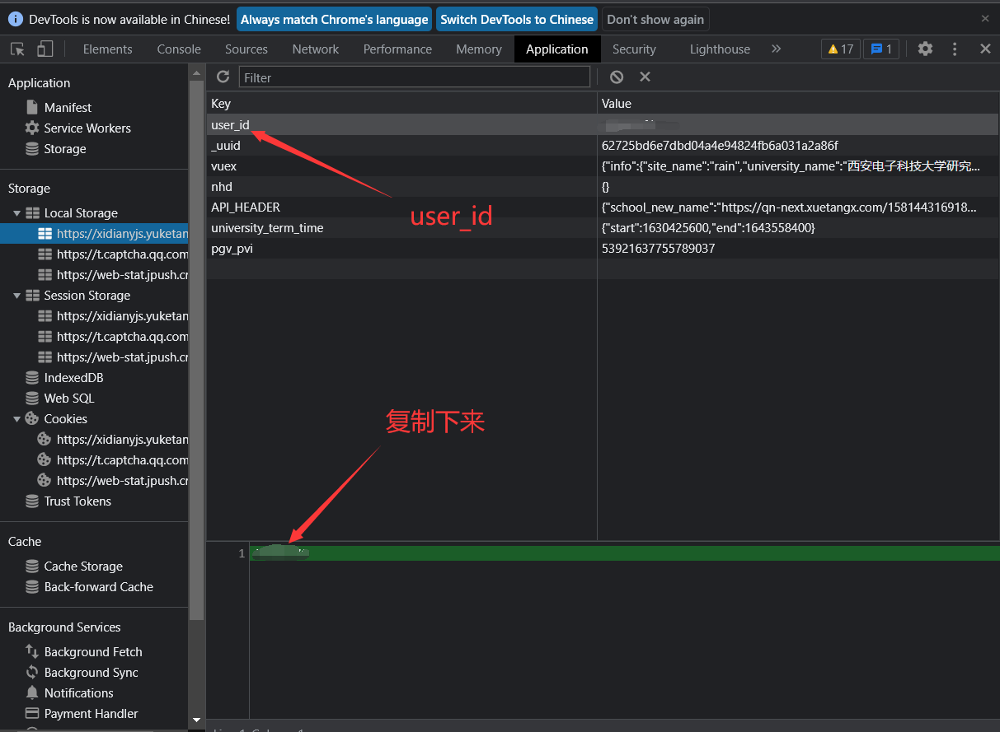 DevTools is now available in Chinese! Always match Chrome's language Switch DevTools to Chinese Don't show again
Elements Console Sources Network Performance Memory Application Security Lighthouse 17 1
Application
Manifest
Service Workers
Storage
Storage
Local Storage
https://xidianyjs.yuketan
https://t.captcha.qq.com
https://web-stat.jpush.cr
Session Storage
https://xidianyjs.yuketan
https://t.captcha.qq.com
https://web-stat.jpush.cr
IndexedDB
Web SQL
Cookies
https://xidianyjs.yuketan
https://t.captcha.qq.com
https://web-stat.jpush.cr
Trust Tokens
Cache
Cache Storage
Back-forward Cache
Background Services
Background Fetch
Background Sync
Notifications
Payment Handler
Filter
Key Value
user_id
_uuid 62725bd6e7dbd04a4e94824fb6a031a2a86f
vuex {"info":{"site_name":"rain","university_name":"西安电子科技大学研究...
nhd {}
API_HEADER {"school_new_name":"https://qn-next.xuetangx.com/158144316918...
university_term_time {"start":1630425600,"end":1643558400}
pgv_pvi 53921637755789037
user_id
复制下来
1